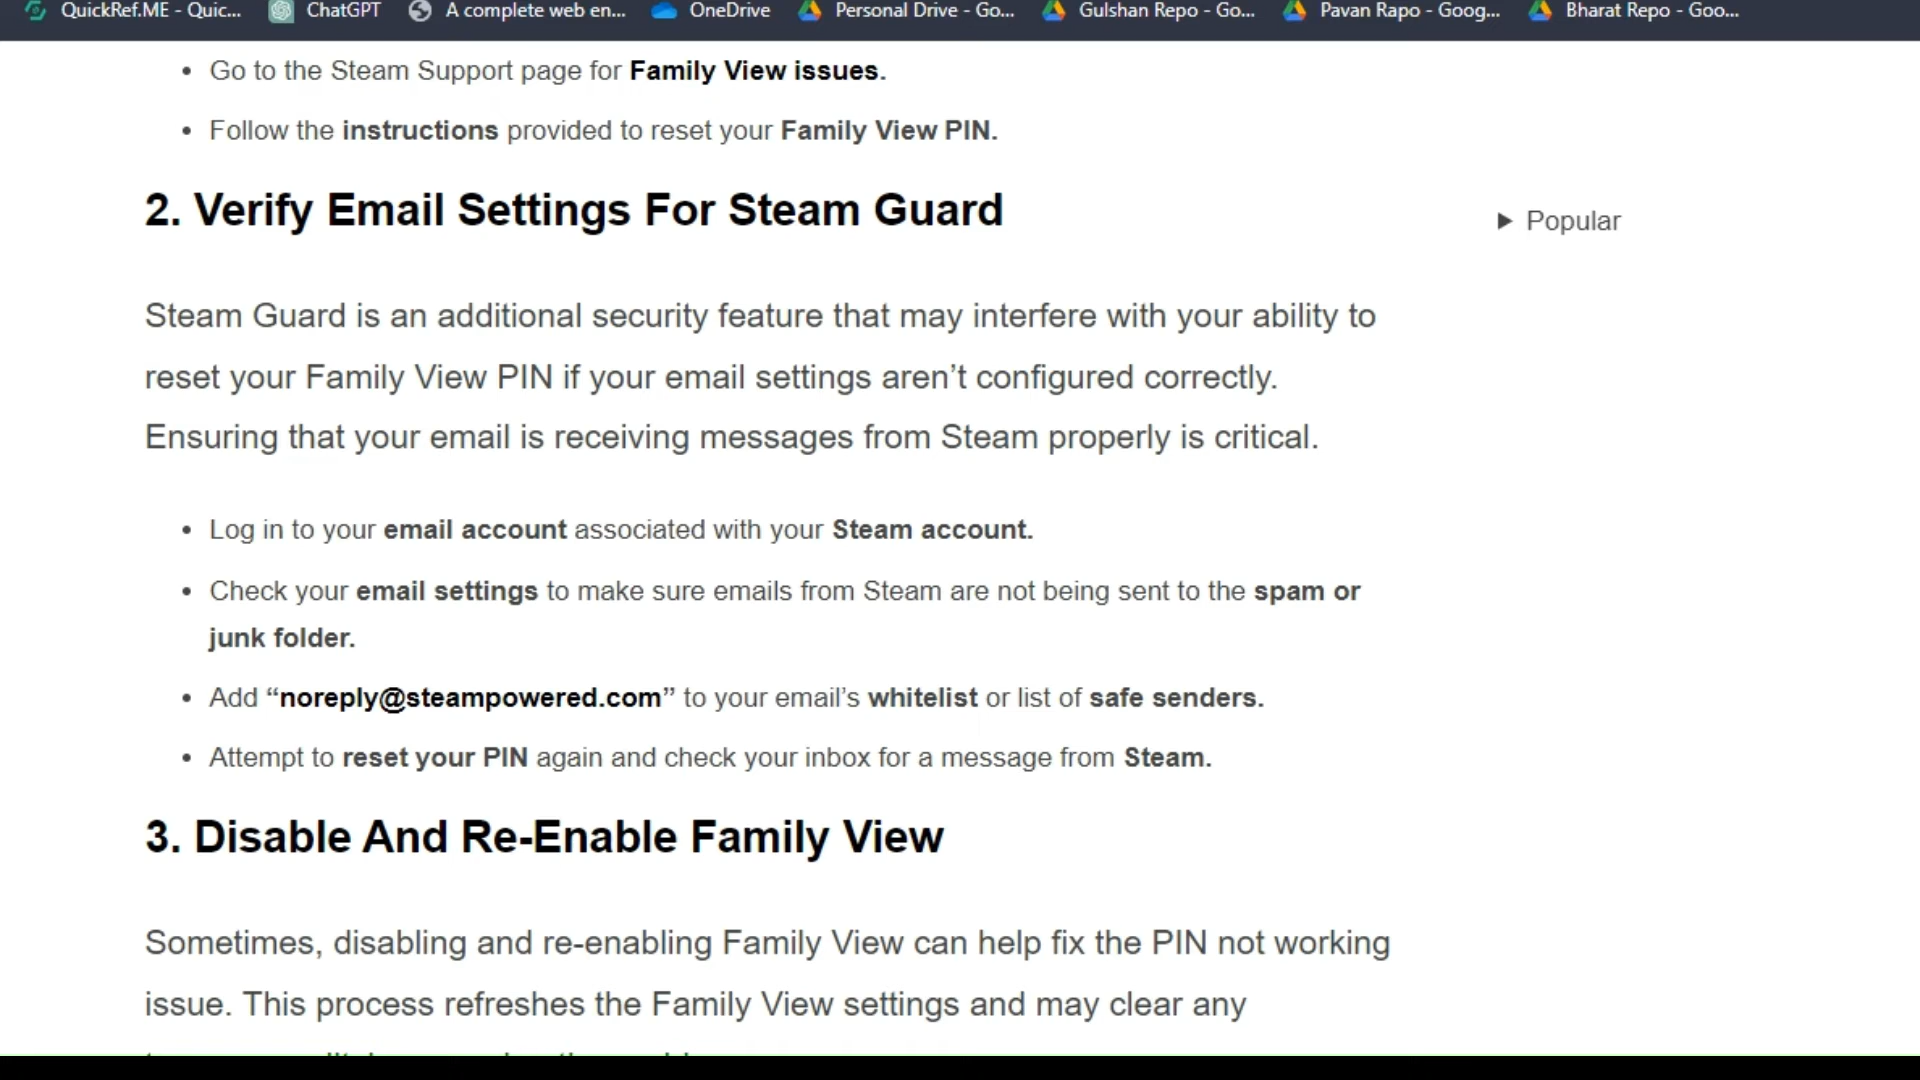 QuickRef.ME - Quic... ChatGPT A complete web en... OneDrive Personal Drive - Go... Gulshan Repo - Go... Pavan Rapo - Goog... Bharat Repo - Goo...
• Go to the Steam Support page for Family View issues.
• Follow the instructions provided to reset your Family View PIN.
2. Verify Email Settings For Steam Guard
▶ Popular
Steam Guard is an additional security feature that may interfere with your ability to
reset your Family View PIN if your email settings aren’t configured correctly.
Ensuring that your email is receiving messages from Steam properly is critical.
• Log in to your email account associated with your Steam account.
• Check your email settings to make sure emails from Steam are not being sent to the spam or
junk folder.
• Add “noreply@steampowered.com” to your email’s whitelist or list of safe senders.
• Attempt to reset your PIN again and check your inbox for a message from Steam.
3. Disable And Re-Enable Family View
Sometimes, disabling and re-enabling Family View can help fix the PIN not working
issue. This process refreshes the Family View settings and may clear any